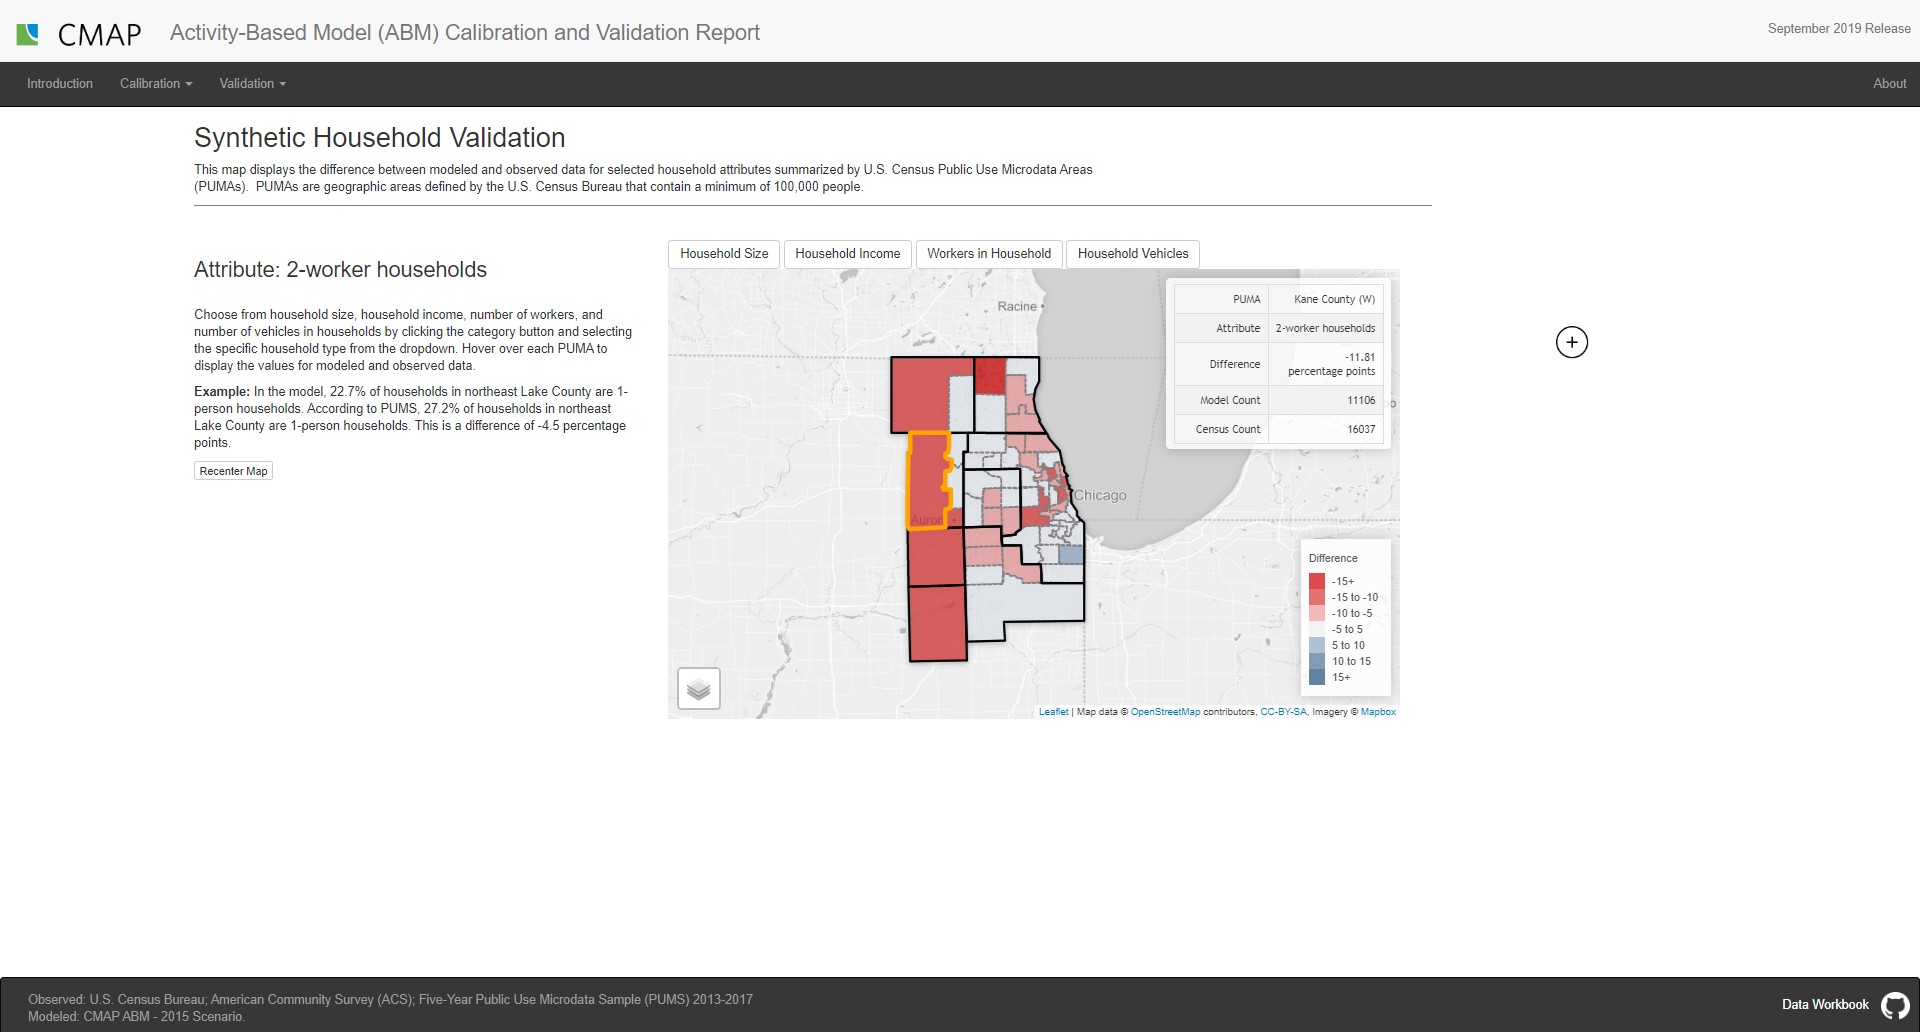 CMAP
Activity-Based Model (ABM) Calibration and Validation Report
September 2019 Release
Introduction
Calibration
Validation
About
Synthetic Household Validation
This map displays the difference between modeled and observed data for selected household attributes summarized by U.S. Census Public Use Microdata Areas
(PUMAs).  PUMAs are geographic areas defined by the U.S. Census Bureau that contain a minimum of 100,000 people.
Attribute: 2-worker households
Choose from household size, household income, number of workers, and
number of vehicles in households by clicking the category button and selecting
the specific household type from the dropdown. Hover over each PUMA to
display the values for modeled and observed data.
Example: In the model, 22.7% of households in northeast Lake County are 1-
person households. According to PUMS, 27.2% of households in northeast
Lake County are 1-person households. This is a difference of -4.5 percentage
points.
Recenter Map
Household Size
Household Income
Workers in Household
Household Vehicles
Racine
Chicago
PUMA Kane County (W)
Attribute 2-worker households
Difference -11.81
percentage points
Model Count 11106
Census Count 16037
Difference
-15+
-15 to -10
-10 to -5
-5 to 5
5 to 10
10 to 15
15+
Leaflet | Map data © OpenStreetMap contributors, CC-BY-SA, Imagery © Mapbox
Observed: U.S. Census Bureau; American Community Survey (ACS); Five-Year Public Use Microdata Sample (PUMS) 2013-2017
Modeled: CMAP ABM - 2015 Scenario.
Data Workbook